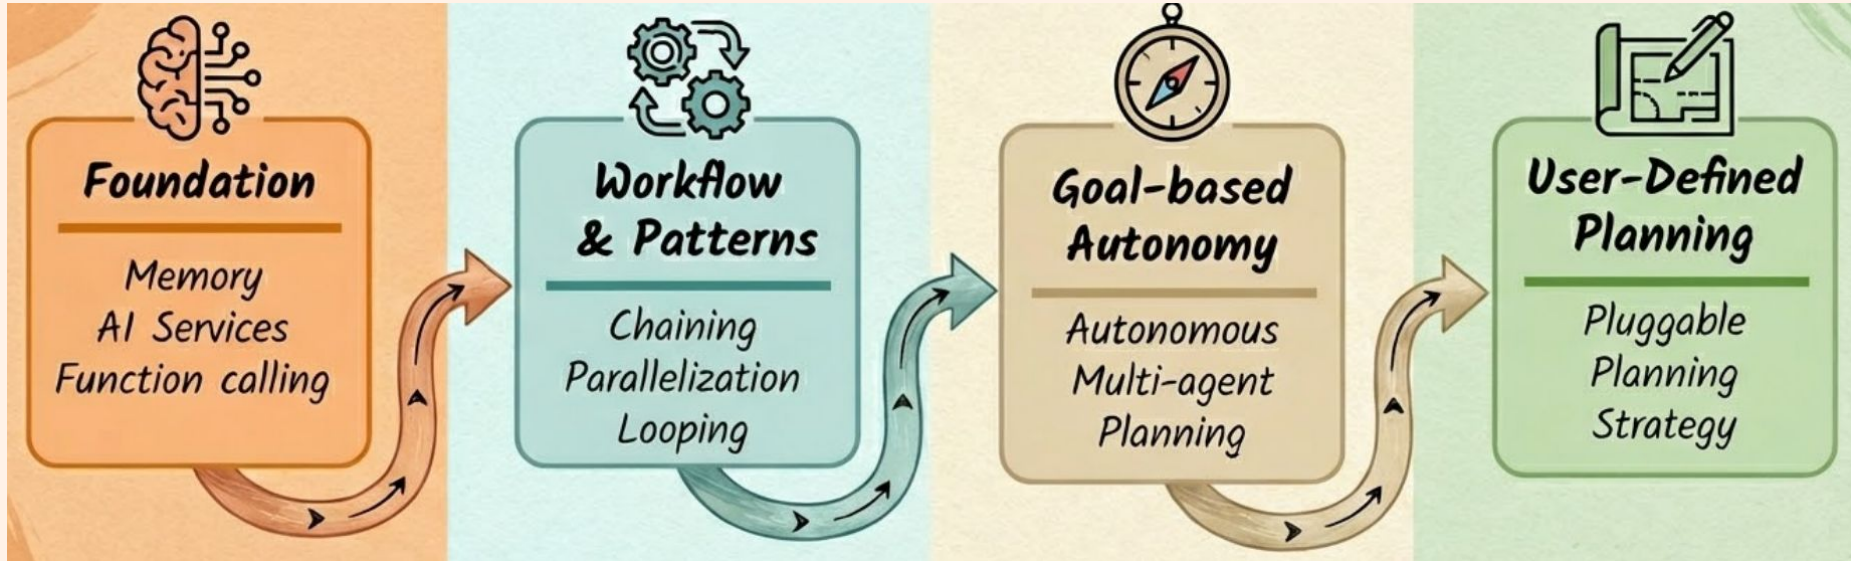 Foundation
Memory
AI Services
Function calling
Workflow
& Patterns
Chaining
Parallelization
Looping
Goal-based
Autonomy
Autonomous
Multi-agent
Planning
User-Defined
Planning
Pluggable
Planning
Strategy